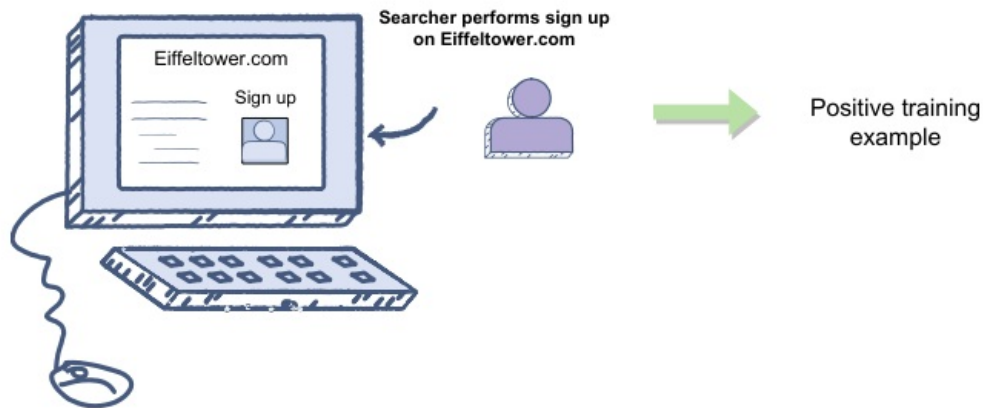 Searcher performs sign up
on Eiffeltower.com
Eiffeltower.com
Sign up
Positive training
example